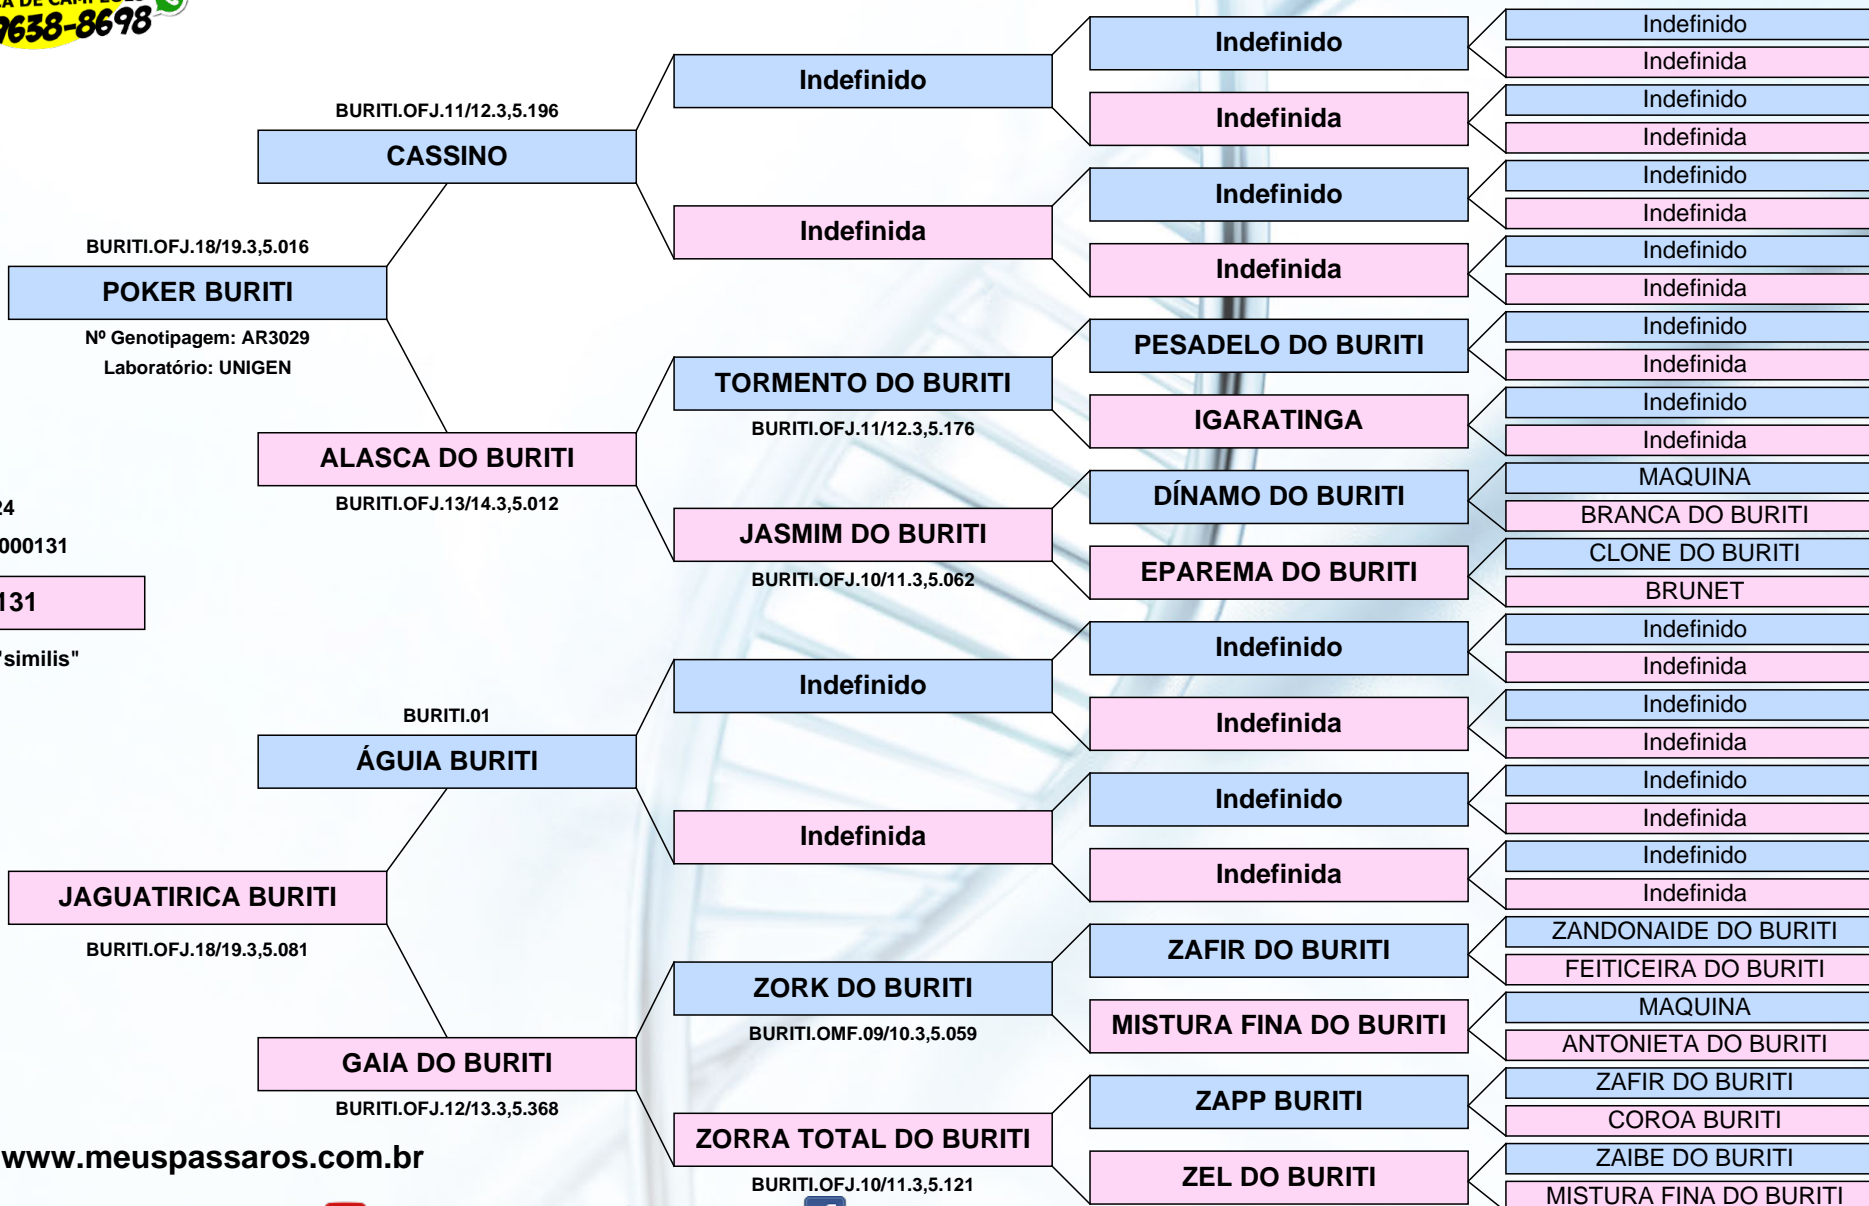 9638-8698
24
000131
131
"similis"
BURITI.OFJ.18/19.3,5.016
POKER BURITI
Nº Genotipagem: AR3029
Laboratório: UNIGEN
JAGUATIRICA BURITI
BURITI.OFJ.18/19.3,5.081
BURITI.OFJ.11/12.3,5.196
CASSINO
ALASCA DO BURITI
BURITI.OFJ.13/14.3,5.012
BURITI.01
ÁGUIA BURITI
GAIA DO BURITI
BURITI.OFJ.12/13.3,5.368
Indefinido
Indefinida
TORMENTO DO BURITI
BURITI.OFJ.11/12.3,5.176
JASMIM DO BURITI
BURITI.OFJ.10/11.3,5.062
Indefinido
Indefinida
ZORK DO BURITI
BURITI.OMF.09/10.3,5.059
ZORRA TOTAL DO BURITI
BURITI.OFJ.10/11.3,5.121
Indefinido
Indefinida
Indefinido
Indefinida
PESADELO DO BURITI
IGARATINGA
DÍNAMO DO BURITI
EPAREMA DO BURITI
Indefinido
Indefinida
Indefinido
Indefinida
ZAFIR DO BURITI
MISTURA FINA DO BURITI
ZAPP BURITI
ZEL DO BURITI
Indefinido
Indefinida
Indefinido
Indefinida
Indefinido
Indefinida
Indefinido
Indefinida
Indefinido
Indefinida
Indefinido
Indefinida
MAQUINA
BRANCA DO BURITI
CLONE DO BURITI
BRUNET
Indefinido
Indefinida
Indefinido
Indefinida
Indefinido
Indefinida
Indefinido
Indefinida
ZANDONAIDE DO BURITI
FEITICEIRA DO BURITI
MAQUINA
ANTONIETA DO BURITI
ZAFIR DO BURITI
COROA BURITI
ZAIBE DO BURITI
MISTURA FINA DO BURITI
www.meuspassaros.com.br